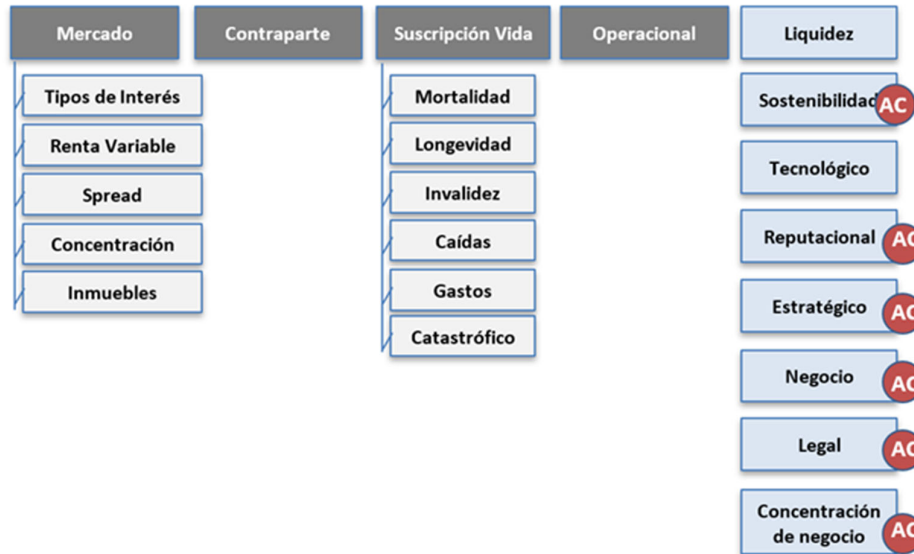 Mercado
Contraparte
Suscripción Vida
Operacional
Liquidez
Tipos de Interés
Renta Variable
Spread
Concentración
Inmuebles
Mortalidad
Longevidad
Invalidez
Caídas
Gastos
Catastrófico
Sostenibilidad
AC
Tecnológico
Reputacional
AC
Estratégico
AC
Negocio
AC
Legal
AC
Concentración
de negocio
AC